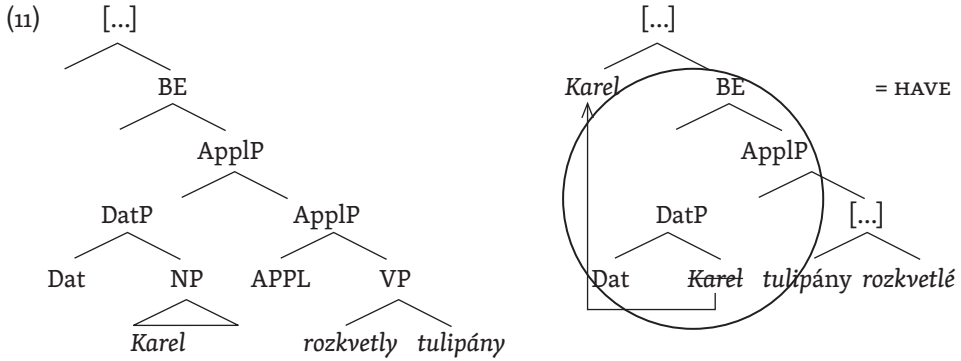 (11) [...] [...]
Karel
BE BE = HAVE
ApplP ApplP
DatP ApplP DatP [...]
Dat NP APPL VP Dat Karel tulipány rozkvetlé
Karel rozkvetly tulipány